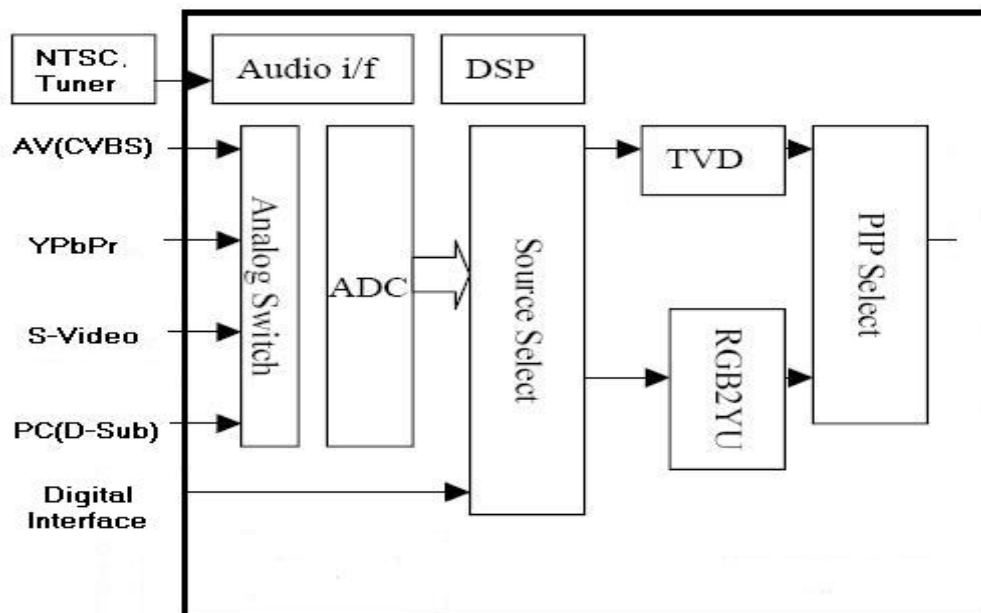 NTSC.
Tuner
Audio i/f
DSP
AV(CVBS)
YPbPr
S-Video
PC(D-Sub)
Digital
Interface
Analog Switch
ADC
Source Select
TVD
RGB2YU
PIP Select